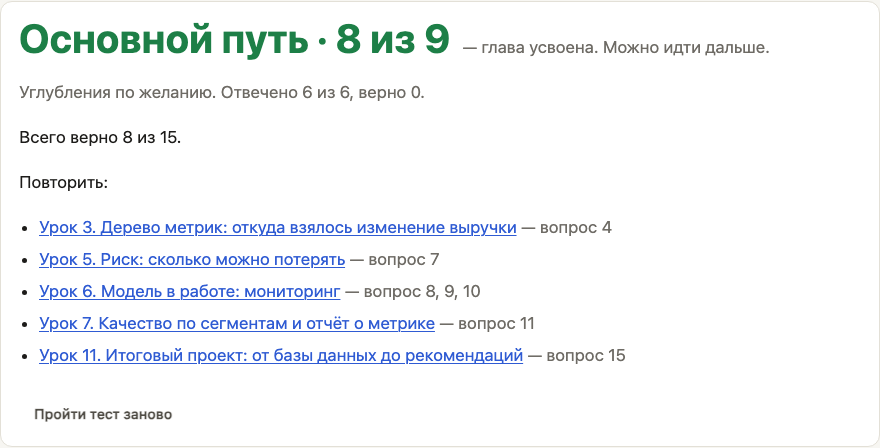 Основной путь · 8 из 9 — глава усвоена. Можно идти дальше.
Углубления по желанию. Отвечено 6 из 6, верно 0.
Всего верно 8 из 15.
Повторить:
• Урок 3. Дерево метрик: откуда взялось изменение выручки — вопрос 4
• Урок 5. Риск: сколько можно потерять — вопрос 7
• Урок 6. Модель в работе: мониторинг — вопрос 8, 9, 10
• Урок 7. Качество по сегментам и отчёт о метрике — вопрос 11
• Урок 11. Итоговый проект: от базы данных до рекомендаций — вопрос 15
Пройти тест заново